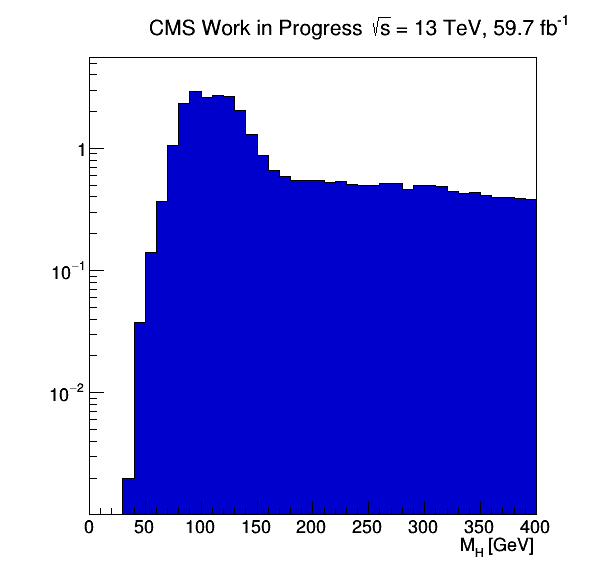 CMS Work in Progress √s = 13 TeV, 59.7 fb⁻¹
1
10⁻¹
10⁻²
0 50 100 150 200 250 300 350 400
M_H [GeV]